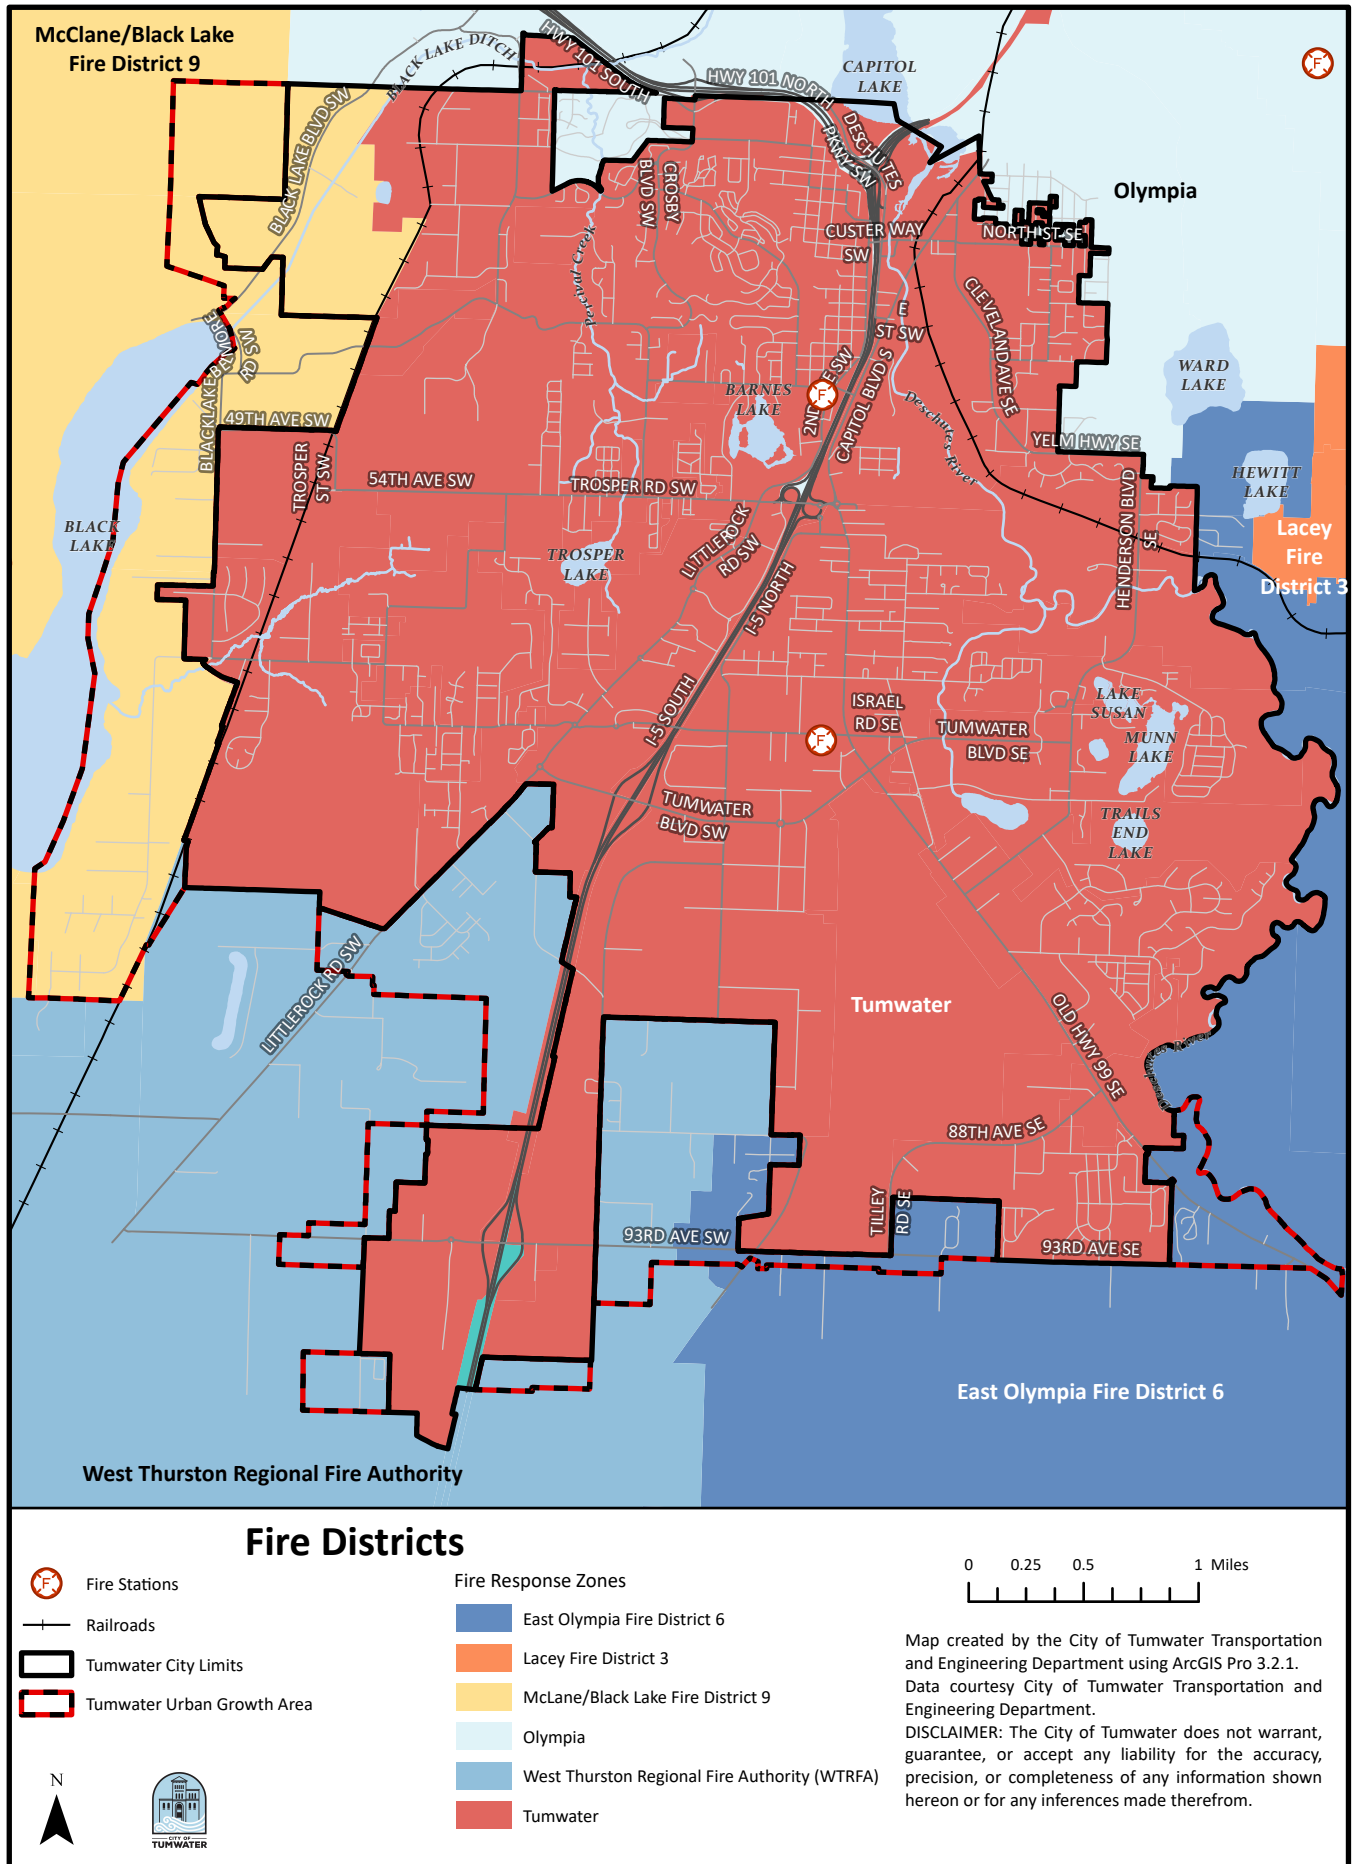 McClane/Black Lake
Fire District 9
BLACK LAKE DITCH
HWY 101 SOUTH
HWY 101 NORTH
CAPITOL
LAKE
F
BLACK LAKE BLVD SW
DESCHUTES
PKWY SW
CROSBY
BLVD SW
Olympia
CUSTER WAY
SW
NORTH ST SE
Percival Creek
CLEVELAND AVE SE
E
ST SW
BLACK LAKE BELMORE
RD SW
2ND AVE SW
F
CAPITOL BLVD S
BARNES
LAKE
WARD
LAKE
Deschutes River
49TH AVE SW
YELM HWY SE
TROSPER
ST SW
54TH AVE SW
TROSPER RD SW
HEWITT
LAKE
HENDERSON BLVD
SE
BLACK
LAKE
LITTLEROCK
RD SW
TROSPER
LAKE
Lacey
Fire
District 3
I-5 NORTH
I-5 SOUTH
ISRAEL
RD SE
LAKE
SUSAN
TUMWATER
BLVD SE
MUNN
LAKE
F
TUMWATER
BLVD SW
TRAILS
END
LAKE
LITTLEROCK RD SW
Tumwater
OLD HWY 99 SE
Deschutes River
88TH AVE SE
TILLEY
RD SE
93RD AVE SW
93RD AVE SE
East Olympia Fire District 6
West Thurston Regional Fire Authority
Fire Districts
F
Fire Stations
Railroads
Tumwater City Limits
Tumwater Urban Growth Area
N
CITY OF
TUMWATER
Fire Response Zones
East Olympia Fire District 6
Lacey Fire District 3
McLane/Black Lake Fire District 9
Olympia
West Thurston Regional Fire Authority (WTRFA)
Tumwater
0 0.25 0.5 1 Miles
Map created by the City of Tumwater Transportation
and Engineering Department using ArcGIS Pro 3.2.1.
Data courtesy City of Tumwater Transportation and
Engineering Department.
DISCLAIMER: The City of Tumwater does not warrant,
guarantee, or accept any liability for the accuracy,
precision, or completeness of any information shown
hereon or for any inferences made therefrom.